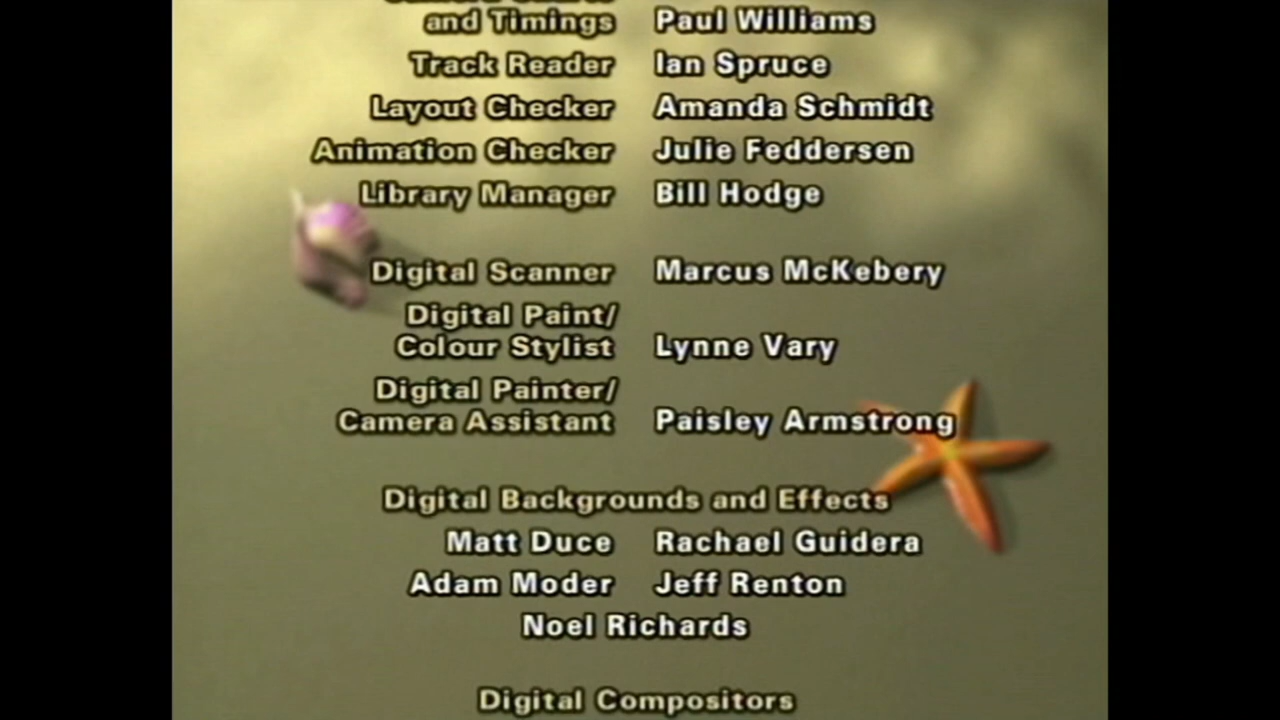 and Timings Paul Williams
Track Reader Ian Spruce
Layout Checker Amanda Schmidt
Animation Checker Julie Feddersen
Library Manager Bill Hodge
Digital Scanner Marcus McKebery
Digital Paint/
Colour Stylist Lynne Vary
Digital Painter/
Camera Assistant Paisley Armstrong
Digital Backgrounds and Effects
Matt Duce Rachael Guidera
Adam Moder Jeff Renton
Noel Richards
Digital Compositors